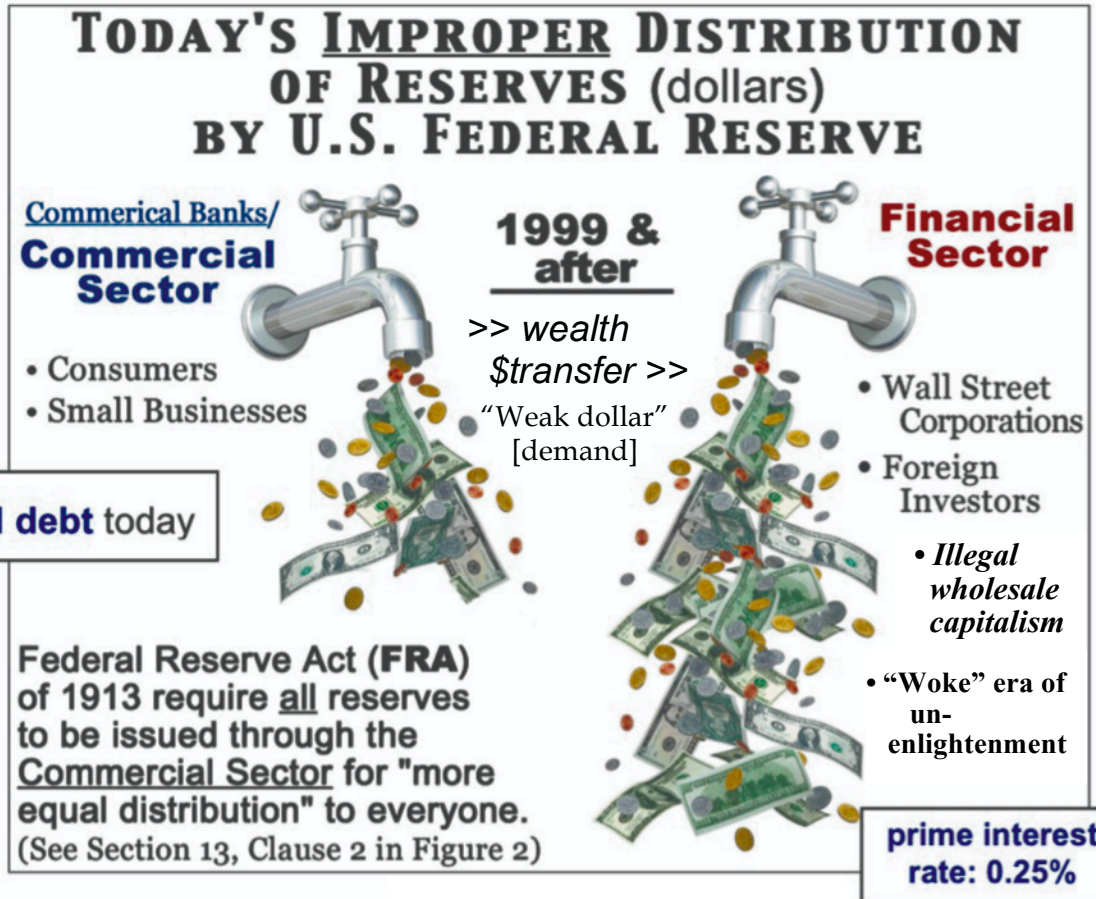 TODAY'S IMPROPER DISTRIBUTION
OF RESERVES (dollars)
BY U.S. FEDERAL RESERVE
Commerical Banks/
Commercial
Sector
• Consumers
• Small Businesses
1999 &
after
>> wealth
$transfer >>
“Weak dollar”
[demand]
Financial
Sector
• Wall Street
Corporations
• Foreign
Investors
• Illegal
wholesale
capitalism
• “Woke” era of
un-
enlightenment
debt today
Federal Reserve Act (FRA)
of 1913 require all reserves
to be issued through the
Commercial Sector for "more
equal distribution" to everyone.
(See Section 13, Clause 2 in Figure 2)
prime interest
rate: 0.25%